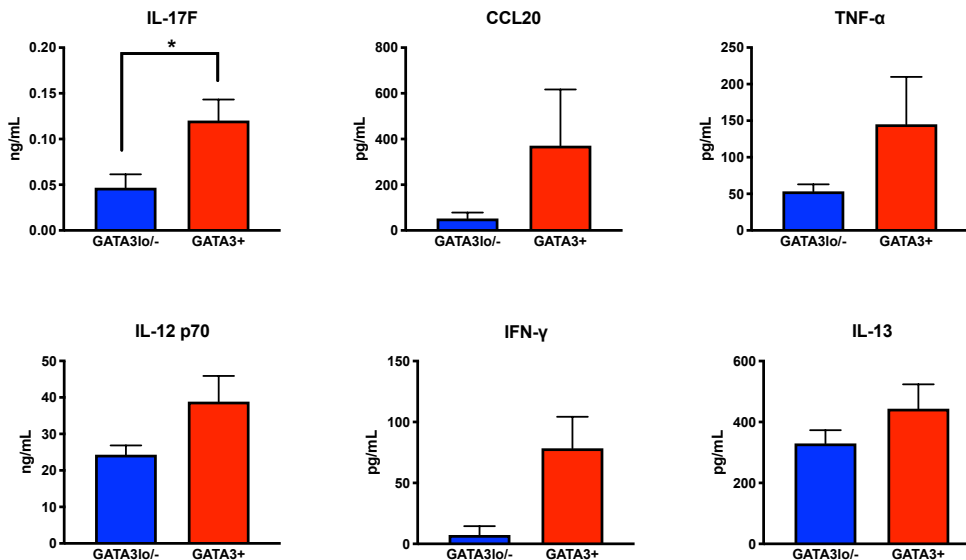 IL-17F
*
ng/mL
0.20
0.15
0.10
0.05
0.00
GATA3lo/-
GATA3+
CCL20
pg/mL
800
600
400
200
0
GATA3lo/-
GATA3+
TNF-α
pg/mL
250
200
150
100
50
0
GATA3lo/-
GATA3+
IL-12 p70
ng/mL
50
40
30
20
10
0
GATA3lo/-
GATA3+
IFN-γ
pg/mL
150
100
50
0
GATA3lo/-
GATA3+
IL-13
pg/mL
600
400
200
0
GATA3lo/-
GATA3+